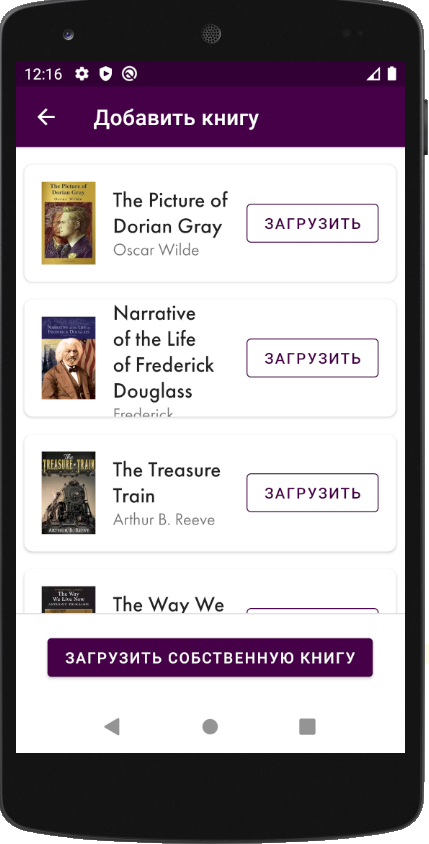 12:16
Добавить книгу
The Picture of
Dorian Gray
Oscar Wilde
The Picture of
Dorian Gray
Oscar Wilde
ЗАГРУЗИТЬ
Narrative
of the Life
of Frederick
Douglass
Frederick
ЗАГРУЗИТЬ
THE
TREASURE-TRAIN
ARTHUR B. REEVE
The Treasure
Train
Arthur B. Reeve
ЗАГРУЗИТЬ
The Way
We Live Now
ANTHONY TROLLOPE
The Way We
ЗАГРУЗИТЬ СОБСТВЕННУЮ КНИГУ